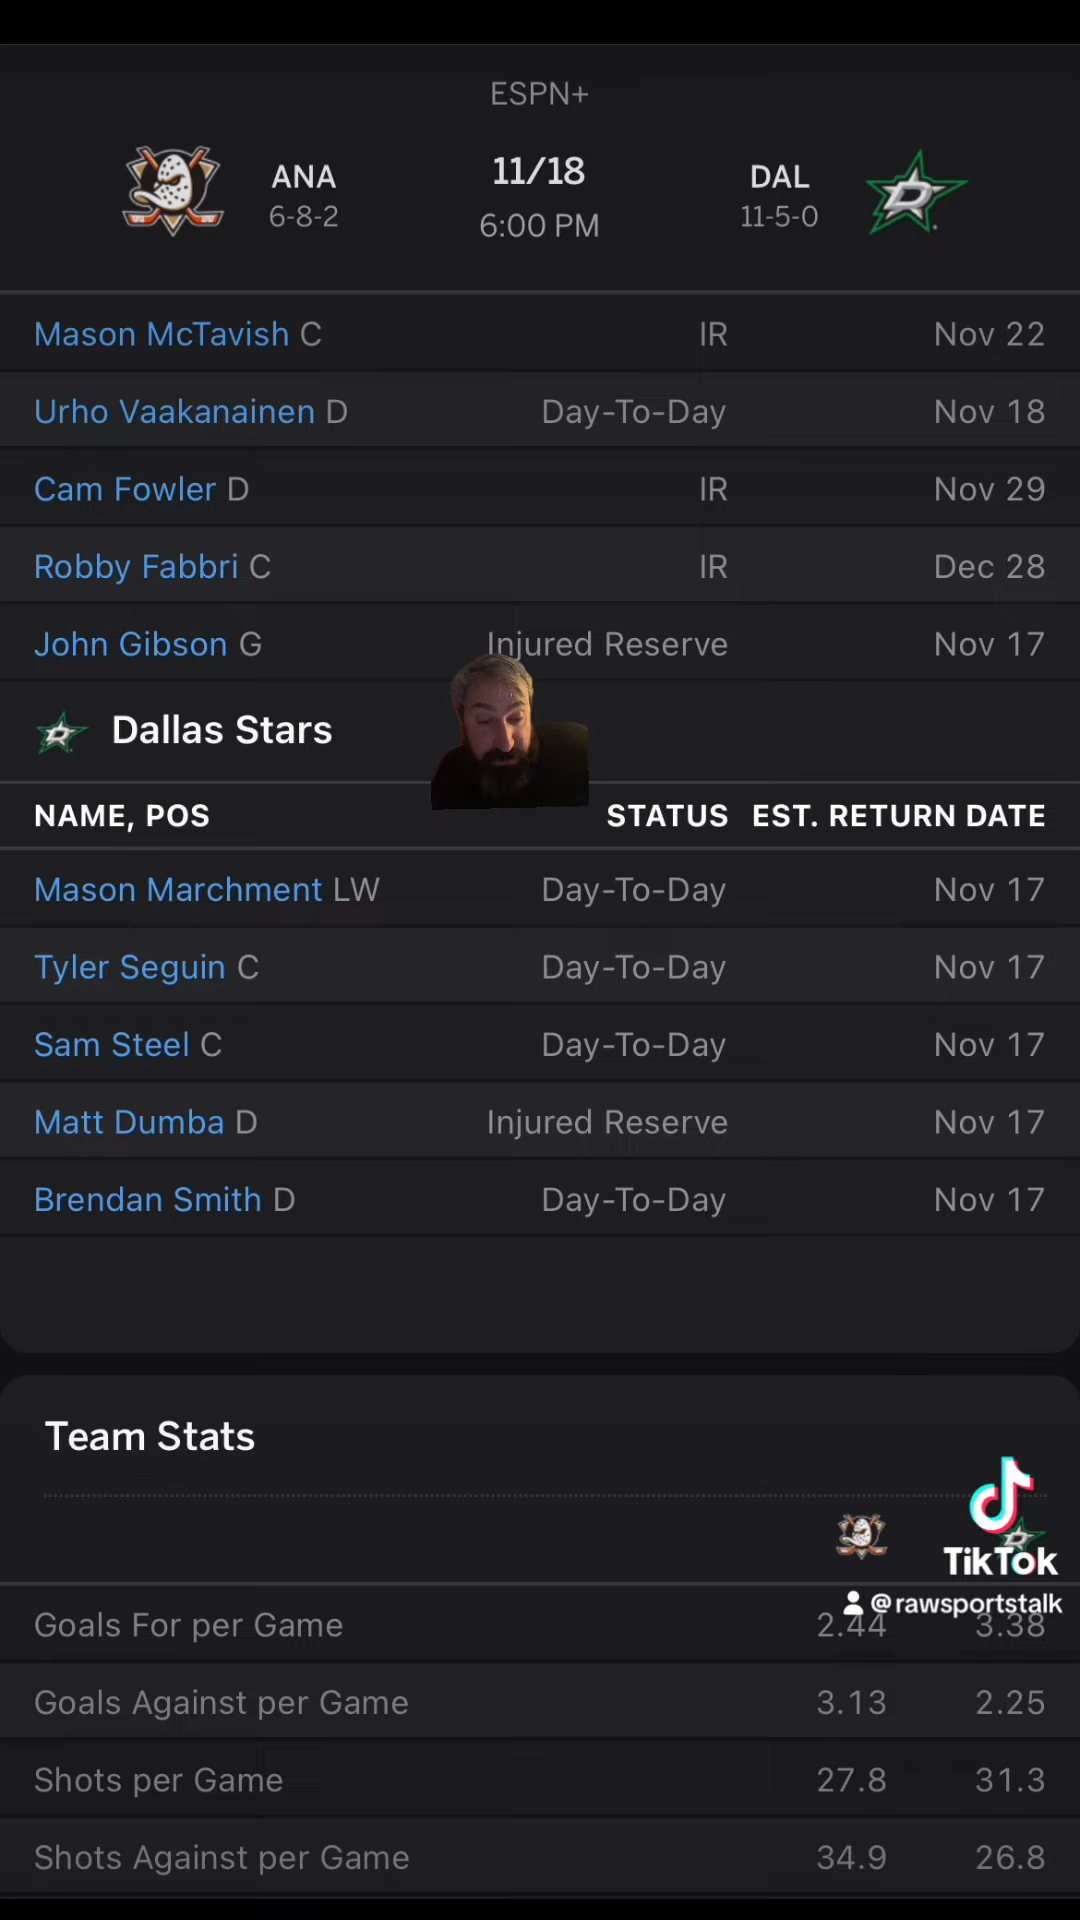 ESPN+
ANA 11/18 DAL
6-8-2 6:00 PM 11-5-0
Mason McTavish C IR Nov 22
Urho Vaakanainen D Day-To-Day Nov 18
Cam Fowler D IR Nov 29
Robby Fabbri C IR Dec 28
John Gibson G Injured Reserve Nov 17
Dallas Stars
NAME, POS STATUS EST. RETURN DATE
Mason Marchment LW Day-To-Day Nov 17
Tyler Seguin C Day-To-Day Nov 17
Sam Steel C Day-To-Day Nov 17
Matt Dumba D Injured Reserve Nov 17
Brendan Smith D Day-To-Day Nov 17
Team Stats
TikTok
@rawsportstalk
Goals For per Game 2.44 3.38
Goals Against per Game 3.13 2.25
Shots per Game 27.8 31.3
Shots Against per Game 34.9 26.8